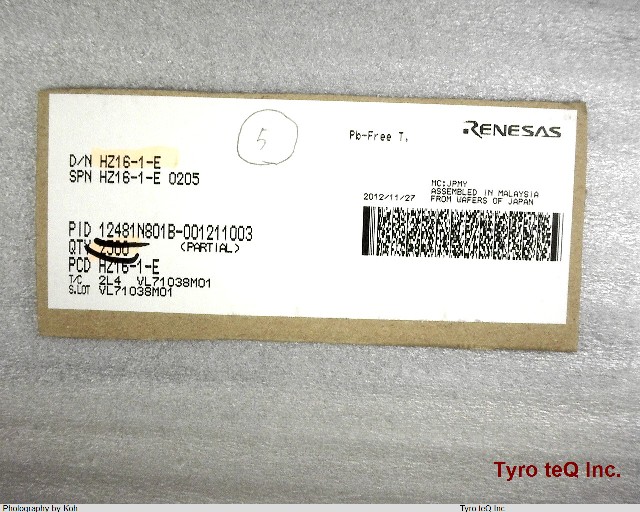 5
Pb-Free T,
RENESAS
D/N HZ16-1-E
SPN HZ16-1-E 0205
MC:JPMY
ASSEMBLED IN MALAYSIA
2012/11/27 FROM WAFERS OF JAPAN
PID 12481N801B-001211003
QTY (PARTIAL)
PCD HZ16-1-E
T/C 2L4 VL71038M01
S.LOT VL71038M01
Tyro teQ Inc.
Photography by Koh Tyro teQ Inc